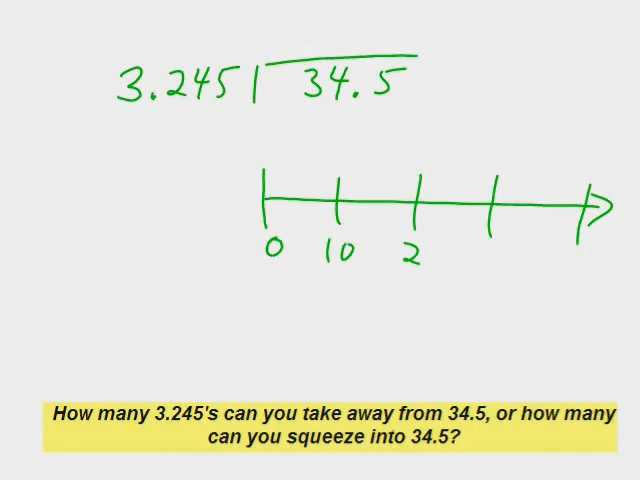 3.245 34.5
0 10 2
How many 3.245's can you take away from 34.5, or how many
can you squeeze into 34.5?